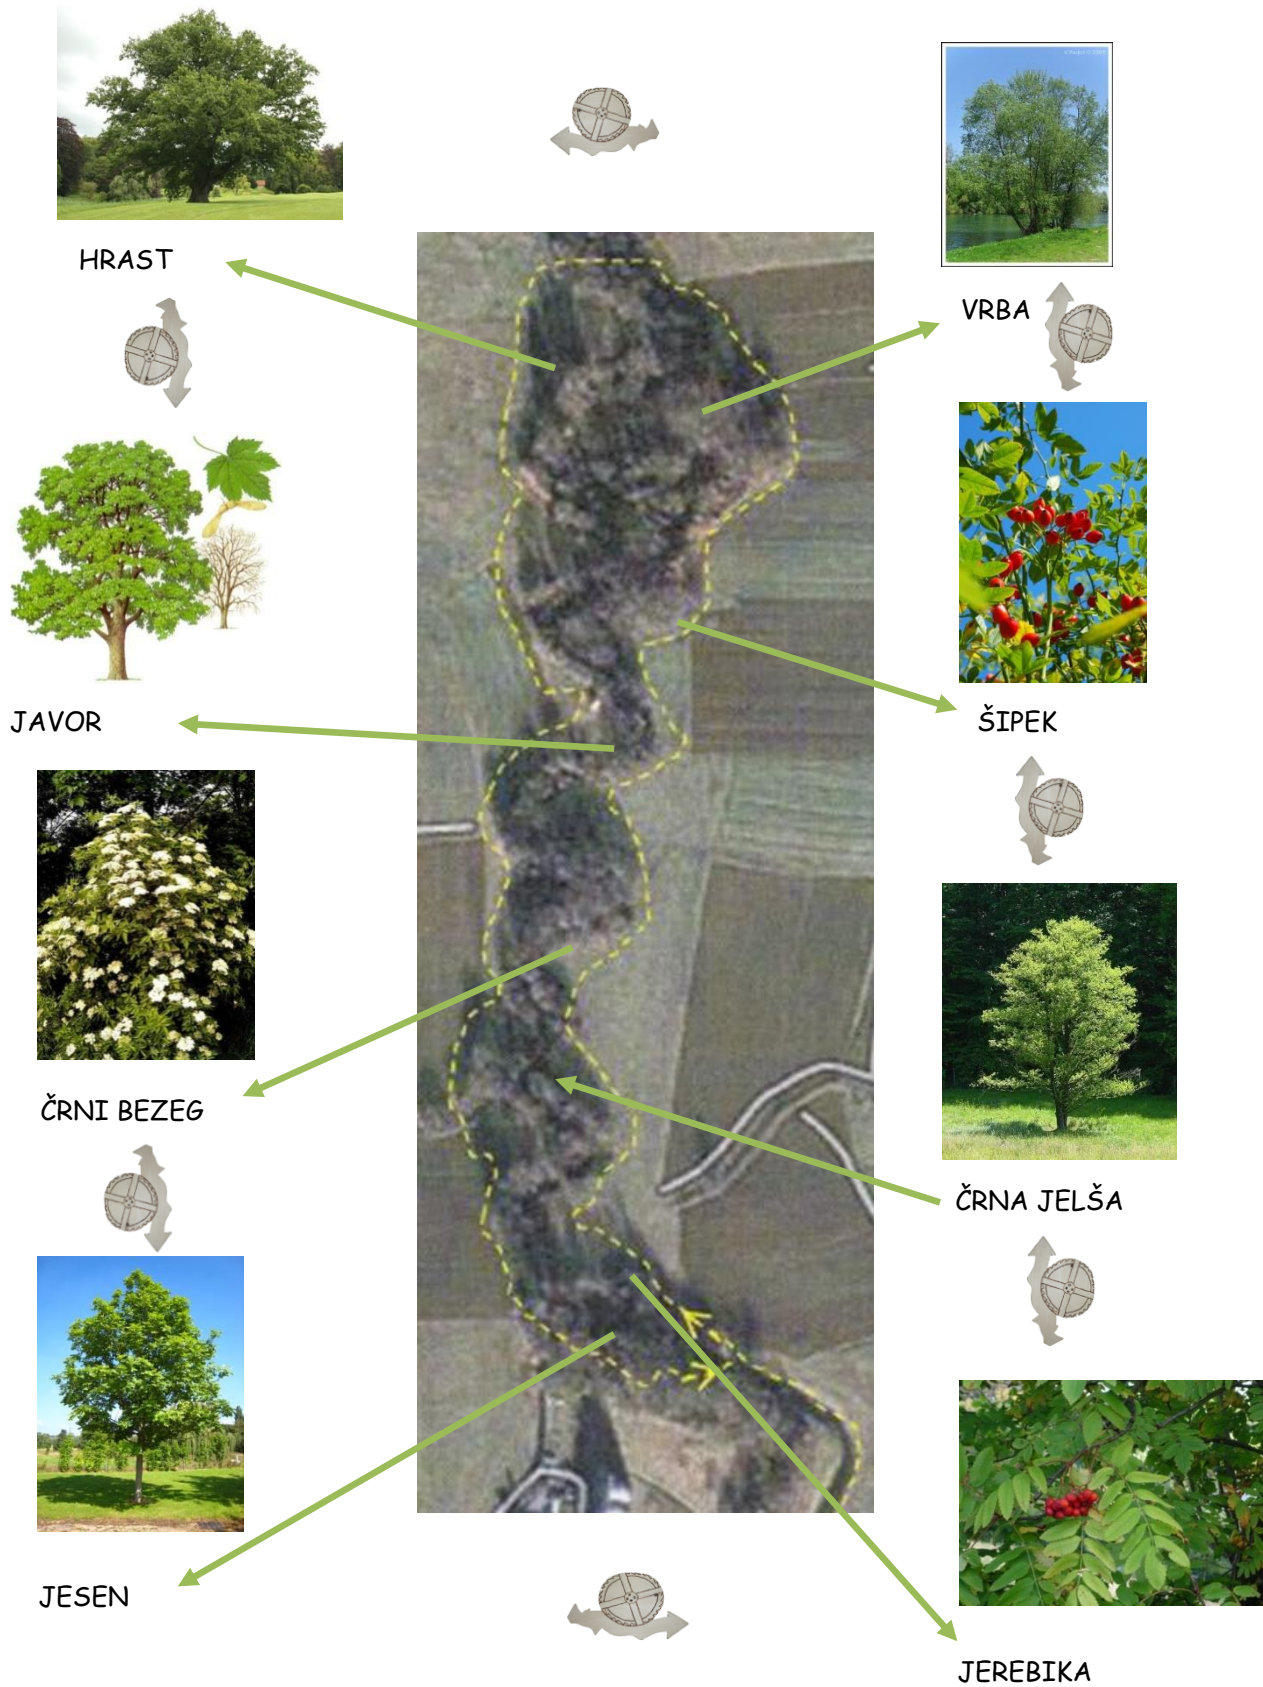 HRAST
VRBA
JAVOR
ŠIPEK
ČRNI BEZEG
ČRNA JELŠA
JESEN
JEREBIKA